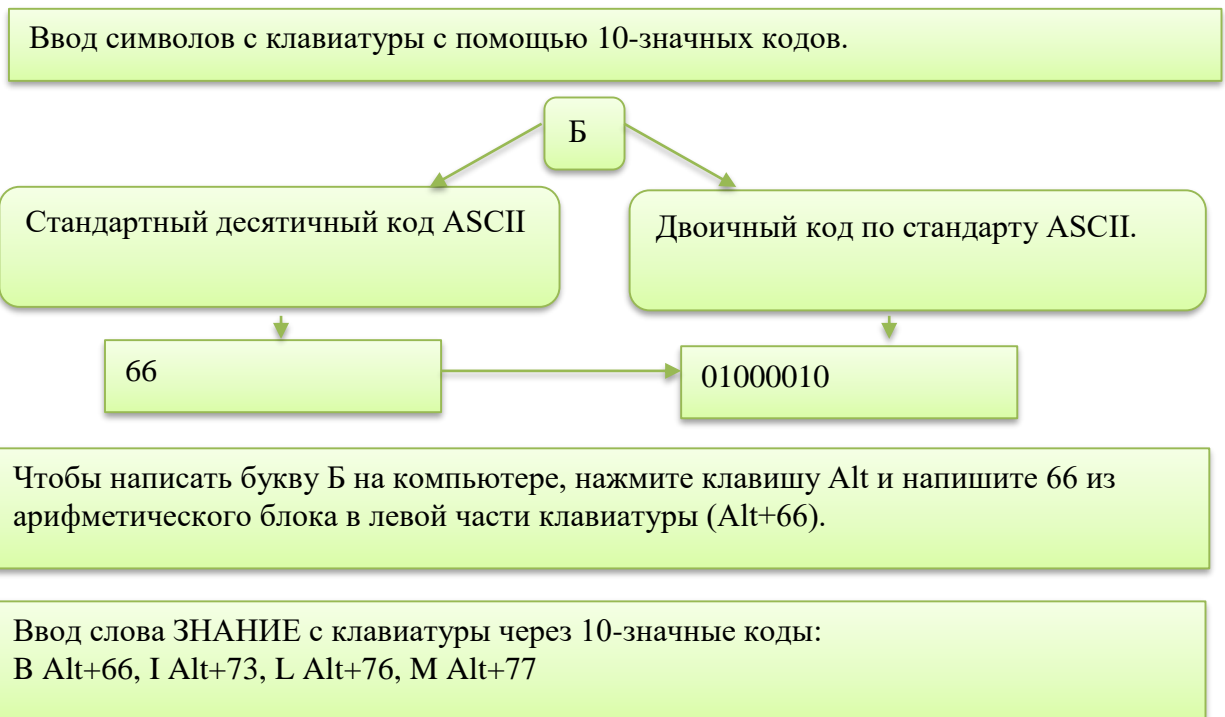 Ввод символов с клавиатуры с помощью 10-значных кодов.
Б
Стандартный десятичный код ASCII
Двоичный код по стандарту ASCII.
66
01000010
Чтобы написать букву Б на компьютере, нажмите клавишу Alt и напишите 66 из
арифметического блока в левой части клавиатуры (Alt+66).
Ввод слова ЗНАНИЕ с клавиатуры через 10-значные коды:
B Alt+66, I Alt+73, L Alt+76, M Alt+77